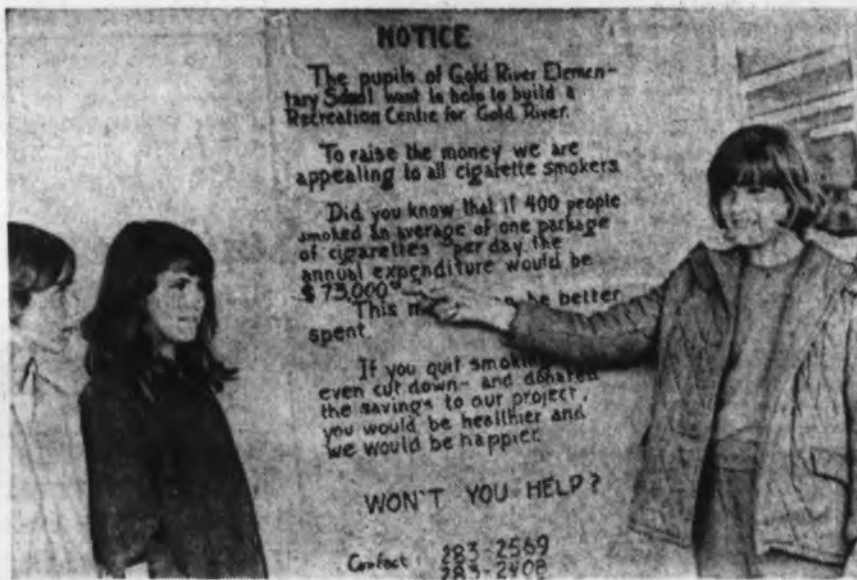 NOTICE
The pupils of Gold River Elemen-
tary School want to help to build a
Recreation Centre for Gold River.
To raise the money we are
appealing to all cigarette smokers
Did you know that if 400 people
smoked an average of one package
of cigarettes per day the
annual expenditure would be
$73,000
This be better
spent.
If you quit
even cut down - and donated
the savings to our project,
you would be healthier and
we would be happier.
WON'T YOU HELP?
Contact 283-2569
283-2408